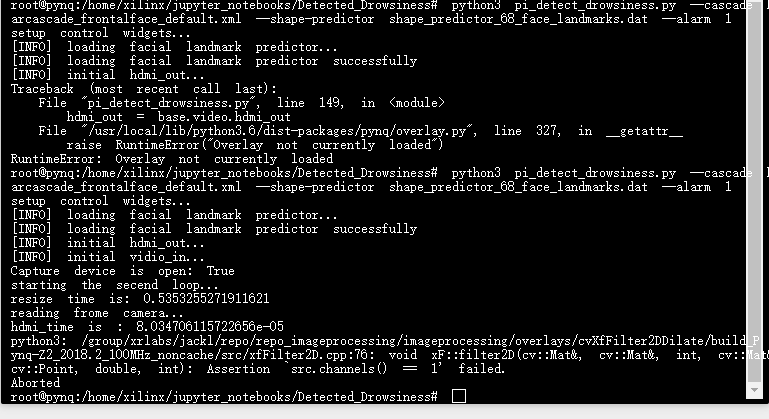 root@pynq:/home/xilinx/jupyter_notebooks/Detected_Drowsiness# python3 pi_detect_drowsiness.py --cascade
arcascade_frontalface_default.xml --shape-predictor shape_predictor_68_face_landmarks.dat --alarm 1
setup control widgets...
[INFO] loading facial landmark predictor...
[INFO] loading facial landmark predictor successfully
[INFO] initial hdmi_out...
Traceback (most recent call last):
File "pi_detect_drowsiness.py", line 149, in <module>
hdmi_out = base.video.hdmi_out
File "/usr/local/lib/python3.6/dist-packages/pynq/overlay.py", line 327, in __getattr__
raise RuntimeError("Overlay not currently loaded")
RuntimeError: Overlay not currently loaded
root@pynq:/home/xilinx/jupyter_notebooks/Detected_Drowsiness# python3 pi_detect_drowsiness.py --cascade
arcascade_frontalface_default.xml --shape-predictor shape_predictor_68_face_landmarks.dat --alarm 1
setup control widgets...
[INFO] loading facial landmark predictor...
[INFO] loading facial landmark predictor successfully
[INFO] initial hdmi_out...
[INFO] initial vidio_in...
Capture device is open: True
starting the secend loop...
resize time is: 0.5353255271911621
reading frome camera...
hdmi_time is : 8.034706115722656e-05
python3: /group/xrlabs/jackl/repo/repo_imageprocessing/imageprocessing/overlays/cvXfFilter2DDilate/build_P
ynq-Z2_2018.2_100MHz_noncache/src/xfFilter2D.cpp:76: void xF::filter2D(cv::Mat&, cv::Mat&, int, cv::Mat&
cv::Point, double, int): Assertion `src.channels() == 1' failed.
Aborted
root@pynq:/home/xilinx/jupyter_notebooks/Detected_Drowsiness#